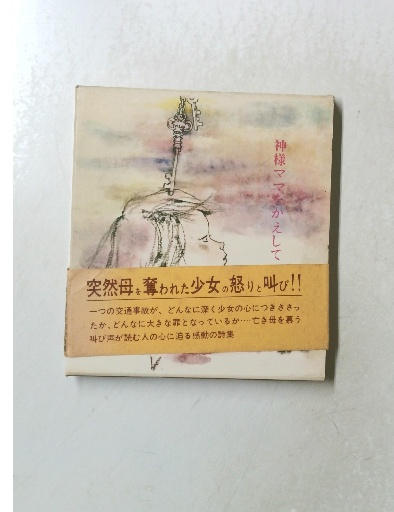 神様ママをかえして
突然母を奪われた少女の怒りと叫び!!
一つの交通事故が、どんなに深く少女の心につきささっ
たか、どんなに大きな罪となっているか‥‥亡き母を慕う
叫び声が読む人の心に迫る感動の詩集